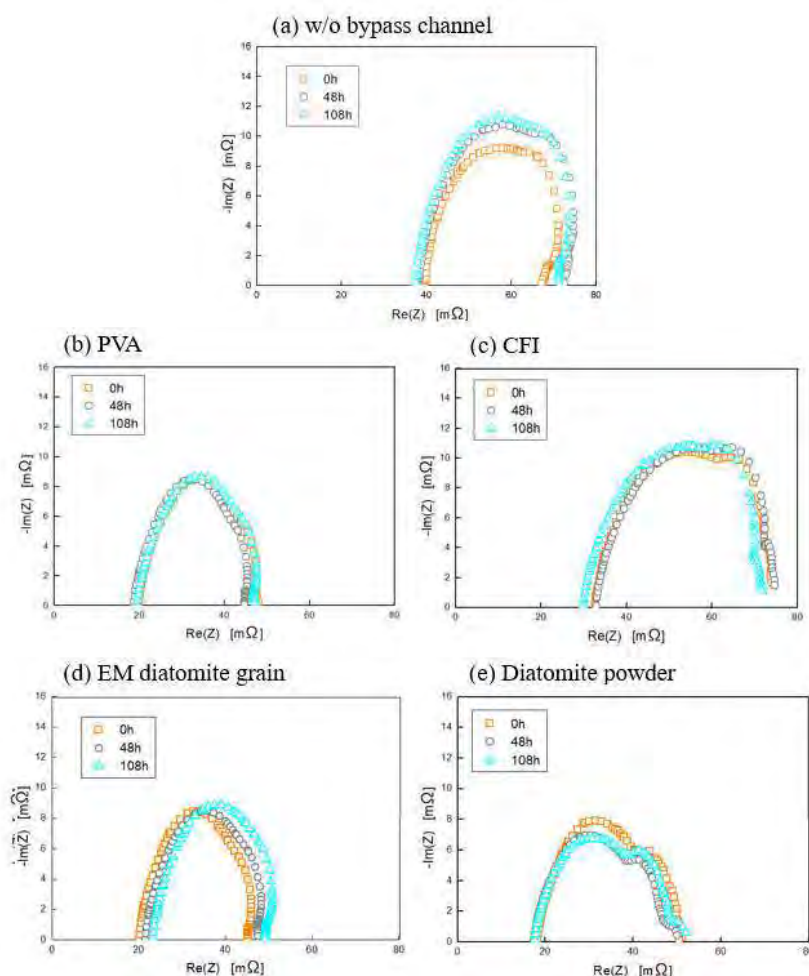 (a) w/o bypass channel
16
14
12
10
8
6
4
2
0
-Im(Z) [mΩ]
0h
48h
108h
0 20 40 60 80
Re(Z) [mΩ]
(b) PVA
16
14
12
10
8
6
4
2
0
-Im(Z) [mΩ]
0h
48h
108h
0 20 40 60 80
Re(Z) [mΩ]
(c) CFI
16
14
12
10
8
6
4
2
0
-Im(Z) [mΩ]
0h
48h
108h
0 20 40 60 80
Re(Z) [mΩ]
(d) EM diatomite grain
16
14
12
10
8
6
4
2
0
-Im(Z) [mΩ]
0h
48h
108h
0 20 40 60 80
Re(Z) [mΩ]
(e) Diatomite powder
16
14
12
10
8
6
4
2
0
-Im(Z) [mΩ]
0h
48h
108h
0 20 40 60 80
Re(Z) [mΩ]